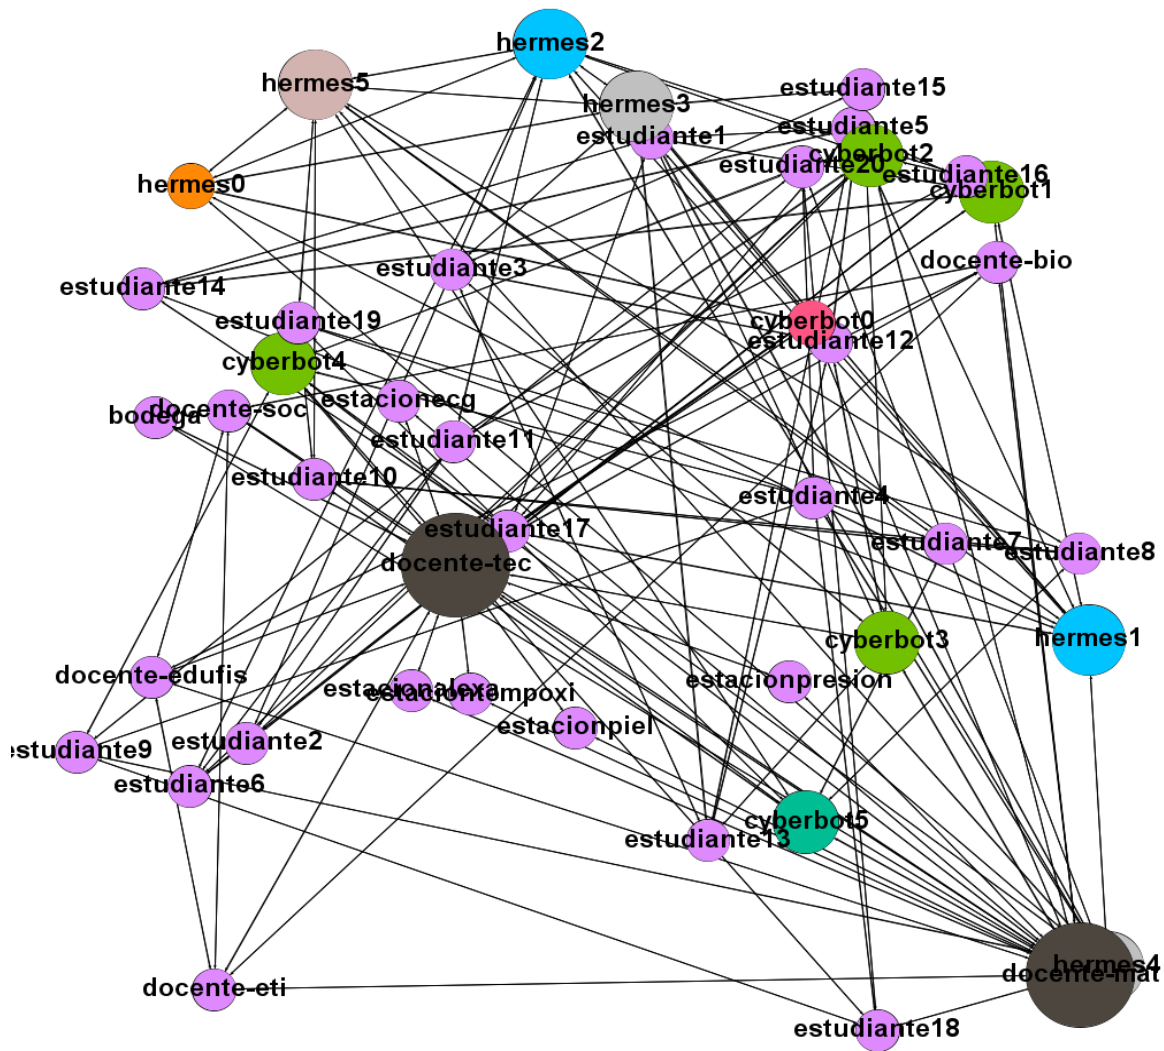 hermes2
hermes5
estudiante15
hermes3
estudiante5
estudiante1
cyberbot2
estudiante20
estudiante16
hermes0
cyberbot1
docente-bio
estudiante3
estudiante14
estudiante19
cyberbot0
estudiante12
cyberbot4
estacionecg
docente-soc
bodega
estudiante11
estudiante10
estudiante4
estudiante17
estudiante7
estudiante8
docente-tec
cyberbot3
hermes1
docente-edufis
estacionpresion
estacionalexa
estaciontempoxi
estacionpiel
estudiante2
estudiante9
estudiante6
cyberbot5
estudiante13
hermes4
docente-mat
docente-eti
estudiante18